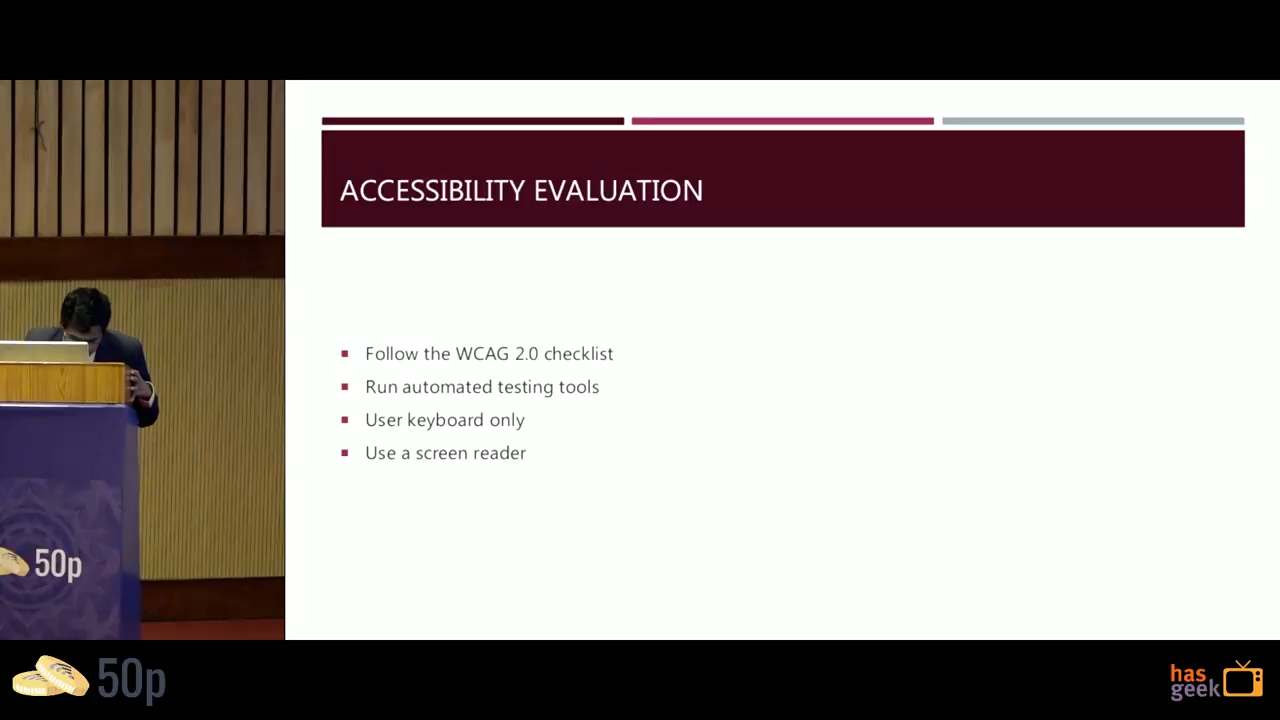 ACCESSIBILITY EVALUATION
Follow the WCAG 2.0 checklist
Run automated testing tools
User keyboard only
Use a screen reader
50p
50p
has
geek